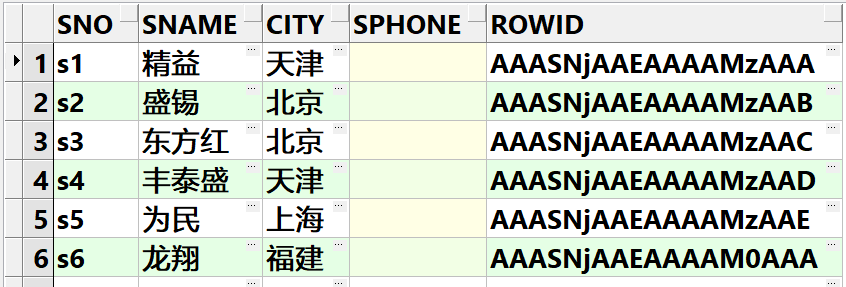 SNO SNAME CITY SPHONE ROWID
1 s1 精益 天津 AAASNjAAEAAAAMzAAA
2 s2 盛锡 北京 AAASNjAAEAAAAMzAAB
3 s3 东方红 北京 AAASNjAAEAAAAMzAAC
4 s4 丰泰盛 天津 AAASNjAAEAAAAMzAAD
5 s5 为民 上海 AAASNjAAEAAAAMzAAE
6 s6 龙翔 福建 AAASNjAAEAAAAM0AAA